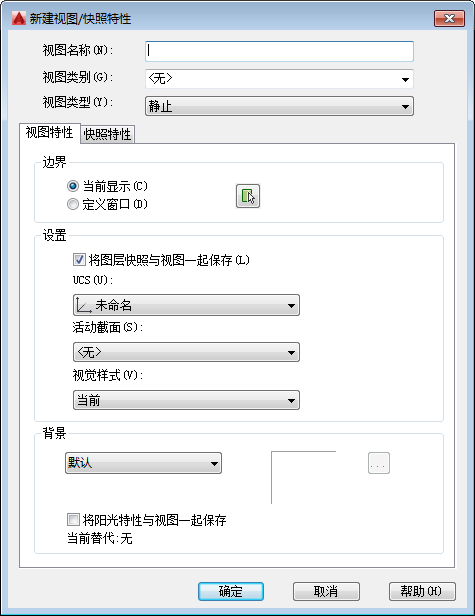 新建视图/快照特性
视图名称(N):
视图类别(G): <无>
视图类型(Y): 静止
视图特性 快照特性
边界
当前显示(C)
定义窗口(D)
设置
将图层快照与视图一起保存(L)
UCS(U):
未命名
活动截面(S):
<无>
视觉样式(V):
当前
背景
默认
...
将阳光特性与视图一起保存
当前替代:无
确定 取消 帮助(H)